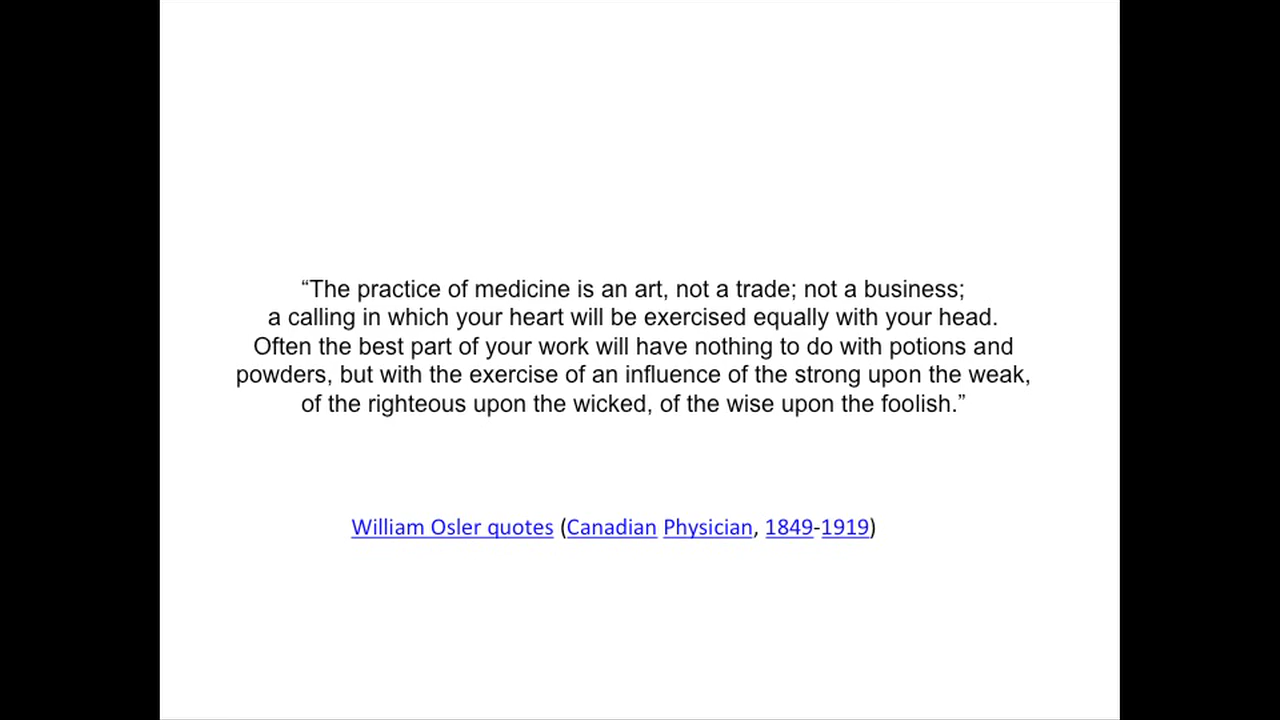 “The practice of medicine is an art, not a trade; not a business;
a calling in which your heart will be exercised equally with your head.
Often the best part of your work will have nothing to do with potions and
powders, but with the exercise of an influence of the strong upon the weak,
of the righteous upon the wicked, of the wise upon the foolish.”
William Osler quotes (Canadian Physician, 1849-1919)